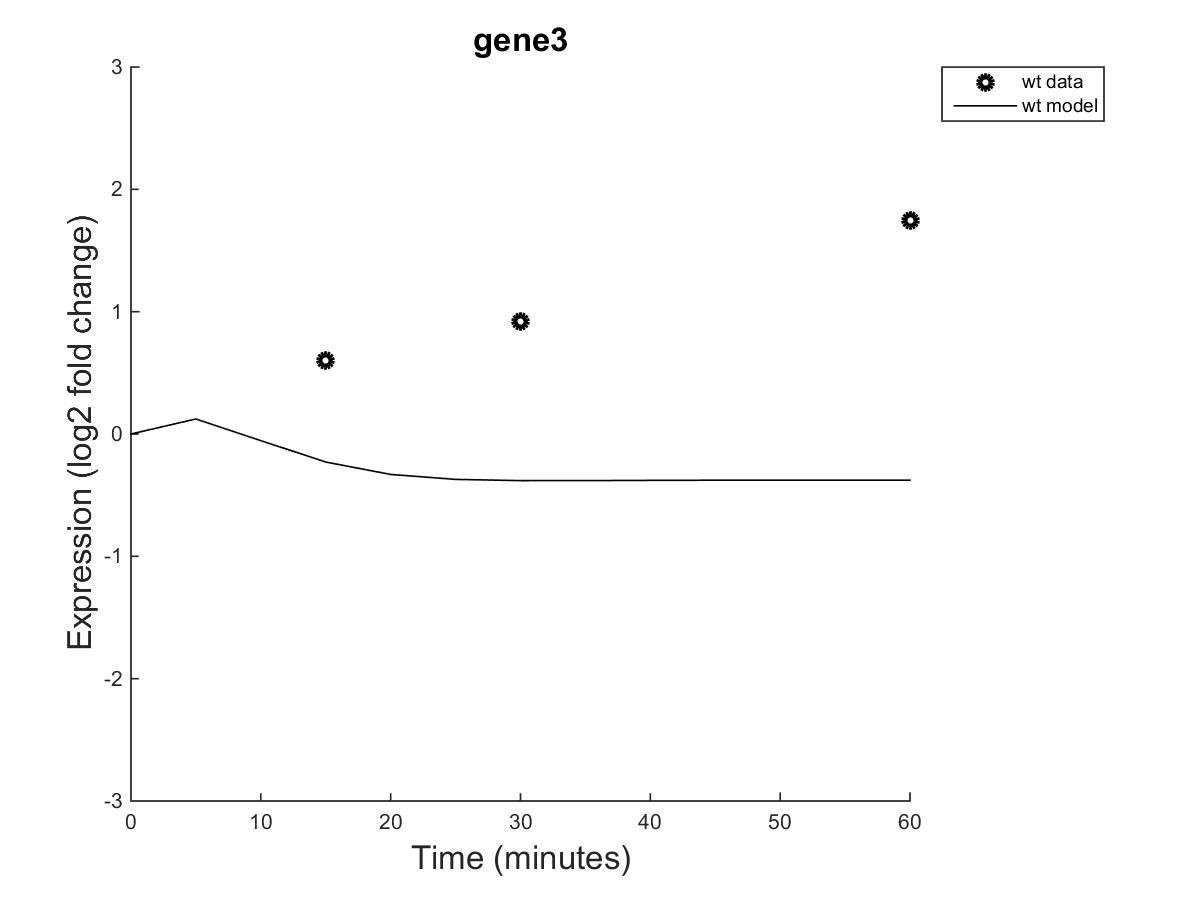 gene3
wt data
wt model
Expression (log2 fold change)
3
2
1
0
-1
-2
-3
0 10 20 30 40 50 60
Time (minutes)